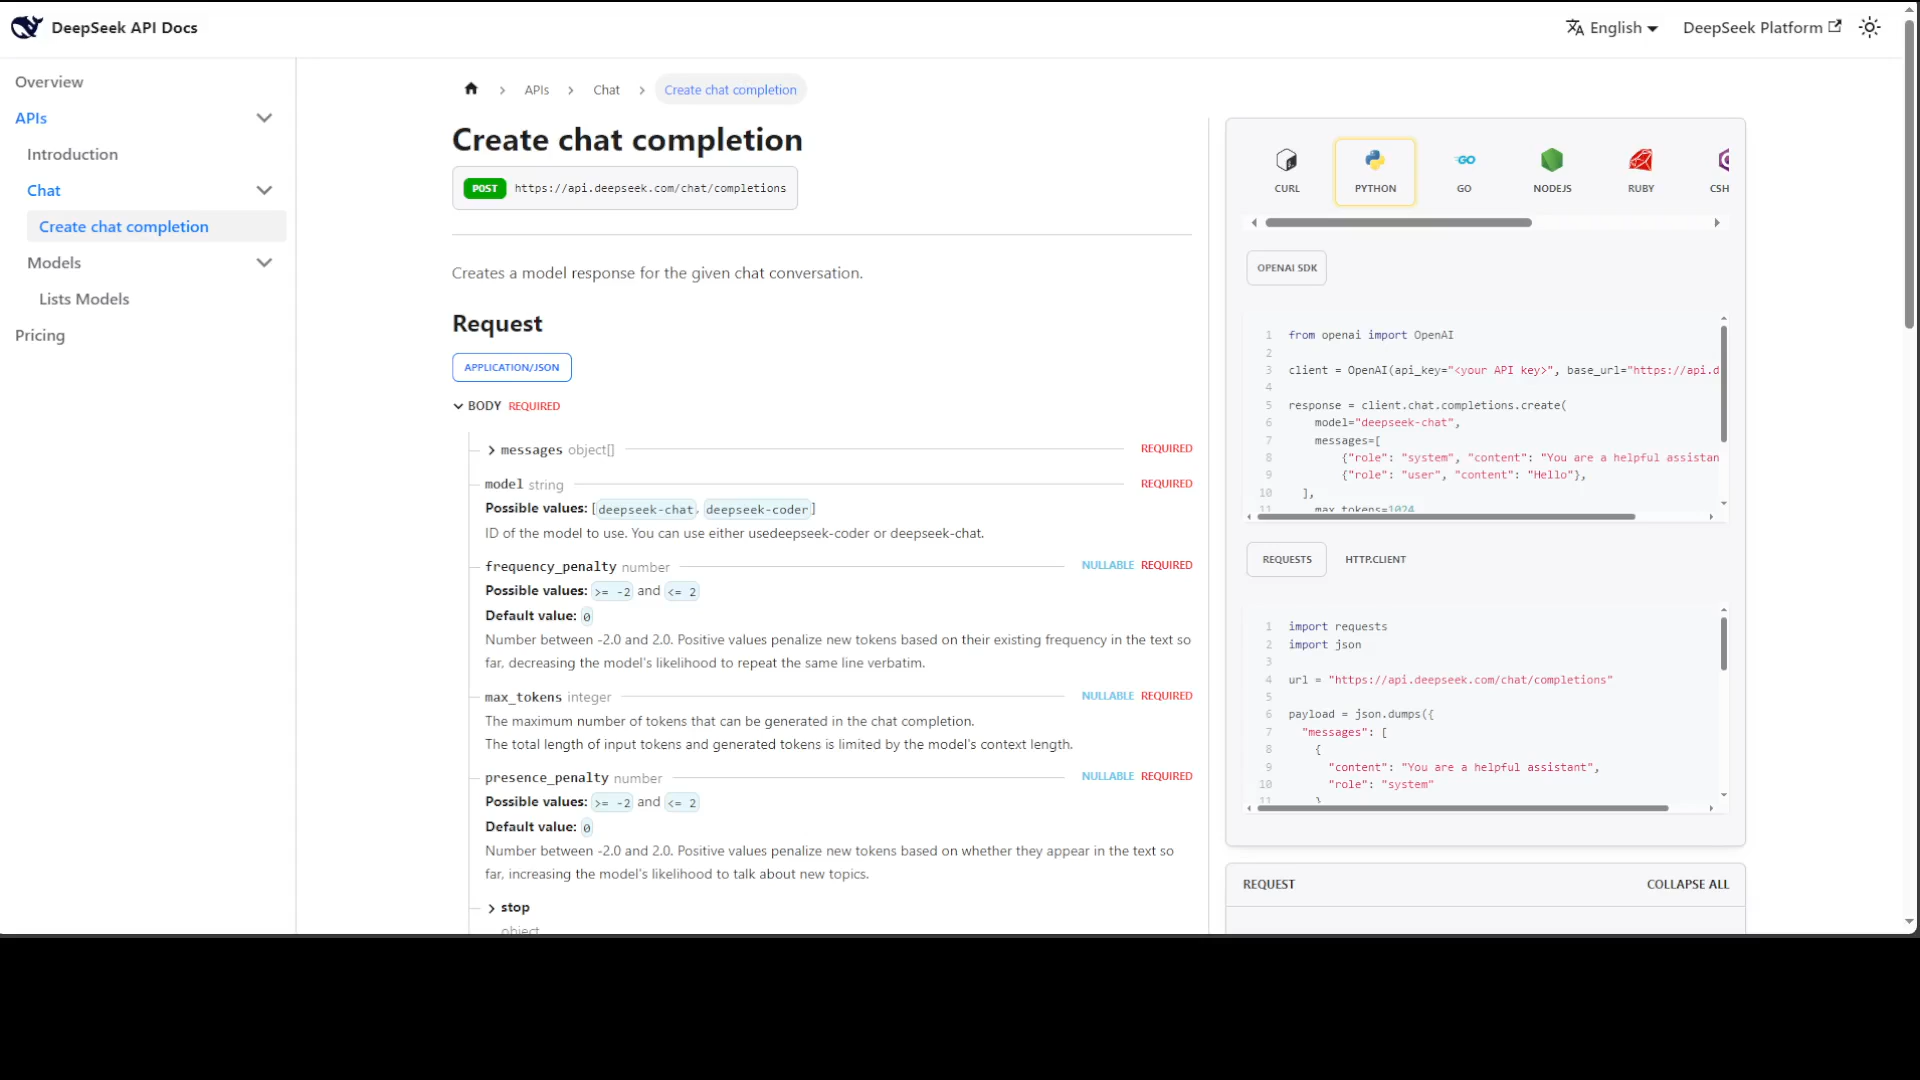 DeepSeek API Docs
English
DeepSeek Platform
Overview
APIs
Introduction
Chat
Create chat completion
Models
Lists Models
Pricing
APIs
Chat
Create chat completion
Create chat completion
POST https://api.deepseek.com/chat/completions
Creates a model response for the given chat conversation.
Request
APPLICATION/JSON
BODY REQUIRED
messages object[] REQUIRED
model string REQUIRED
Possible values: [deepseek-chat, deepseek-coder]
ID of the model to use. You can use either usedeepseek-coder or deepseek-chat.
frequency_penalty number NULLABLE REQUIRED
Possible values: >= -2 and <= 2
Default value: 0
Number between -2.0 and 2.0. Positive values penalize new tokens based on their existing frequency in the text so
far, decreasing the model's likelihood to repeat the same line verbatim.
max_tokens integer NULLABLE REQUIRED
The maximum number of tokens that can be generated in the chat completion.
The total length of input tokens and generated tokens is limited by the model's context length.
presence_penalty number NULLABLE REQUIRED
Possible values: >= -2 and <= 2
Default value: 0
Number between -2.0 and 2.0. Positive values penalize new tokens based on whether they appear in the text so
far, increasing the model's likelihood to talk about new topics.
stop
object
CURL PYTHON GO NODEJS RUBY CSH
OPENAI SDK
1 from openai import OpenAI
2
3 client = OpenAI(api_key="<your API key>", base_url="https://api.d
4
5 response = client.chat.completions.create(
6 model="deepseek-chat",
7 messages=[
8 {"role": "system", "content": "You are a helpful assistan
9 {"role": "user", "content": "Hello"},
10 ],
11 max_tokens=1024
REQUESTS HTTP.CLIENT
1 import requests
2 import json
3
4 url = "https://api.deepseek.com/chat/completions"
5
6 payload = json.dumps({
7 "messages": [
8 {
9 "content": "You are a helpful assistant",
10 "role": "system"
11 }
REQUEST COLLAPSE ALL